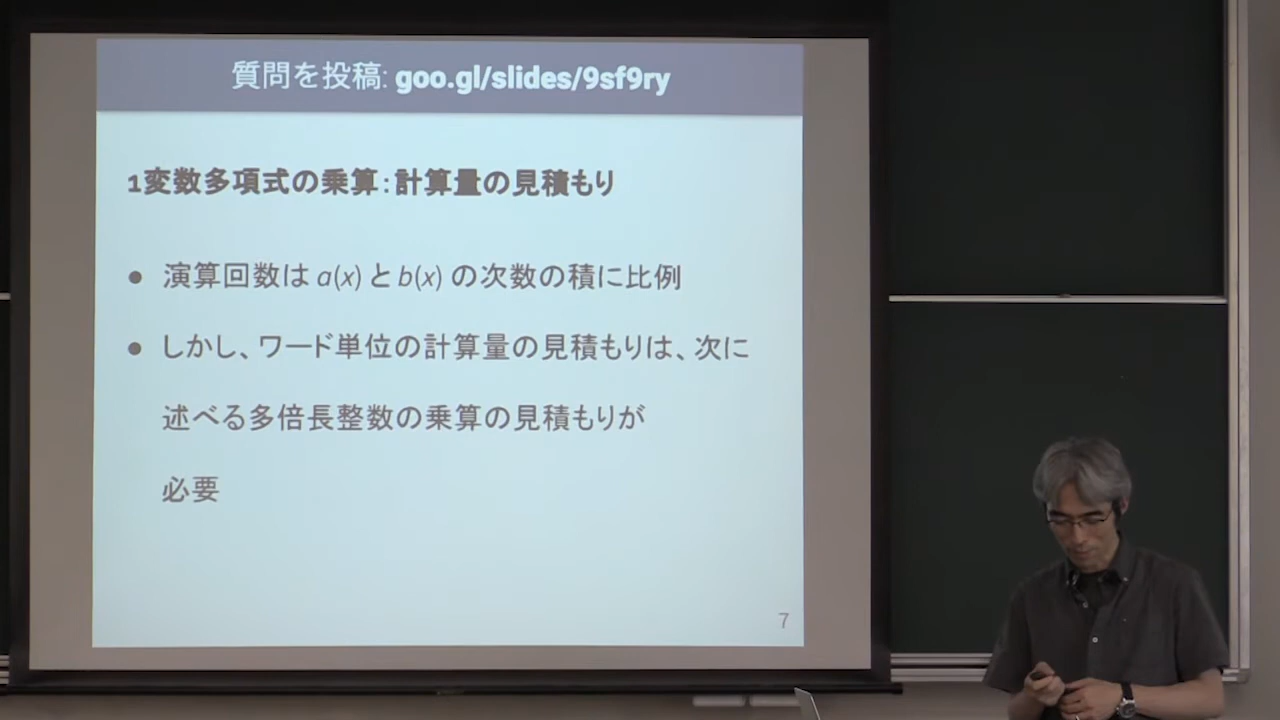 質問を投稿: goo.gl/slides/9sf9ry
1変数多項式の乗算：計算量の見積もり
● 演算回数は a(x) と b(x) の次数の積に比例
● しかし、ワード単位の計算量の見積もりは、次に
述べる多倍長整数の乗算の見積もりが
必要
7